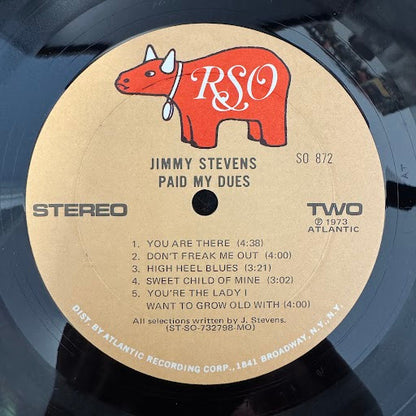 RSO
JIMMY STEVENS SO 872
PAID MY DUES
STEREO TWO
℗ 1973
ATLANTIC
1. YOU ARE THERE (4:38)
2. DON'T FREAK ME OUT (4:00)
3. HIGH HEEL BLUES (3:21)
4. SWEET CHILD OF MINE (3:02)
5. YOU'RE THE LADY I
WANT TO GROW OLD WITH (4:00)
All selections written by J. Stevens.
(ST-SO-732798-MO)
DIST. BY ATLANTIC RECORDING CORP., 1841 BROADWAY, N.Y., N.Y.
AT